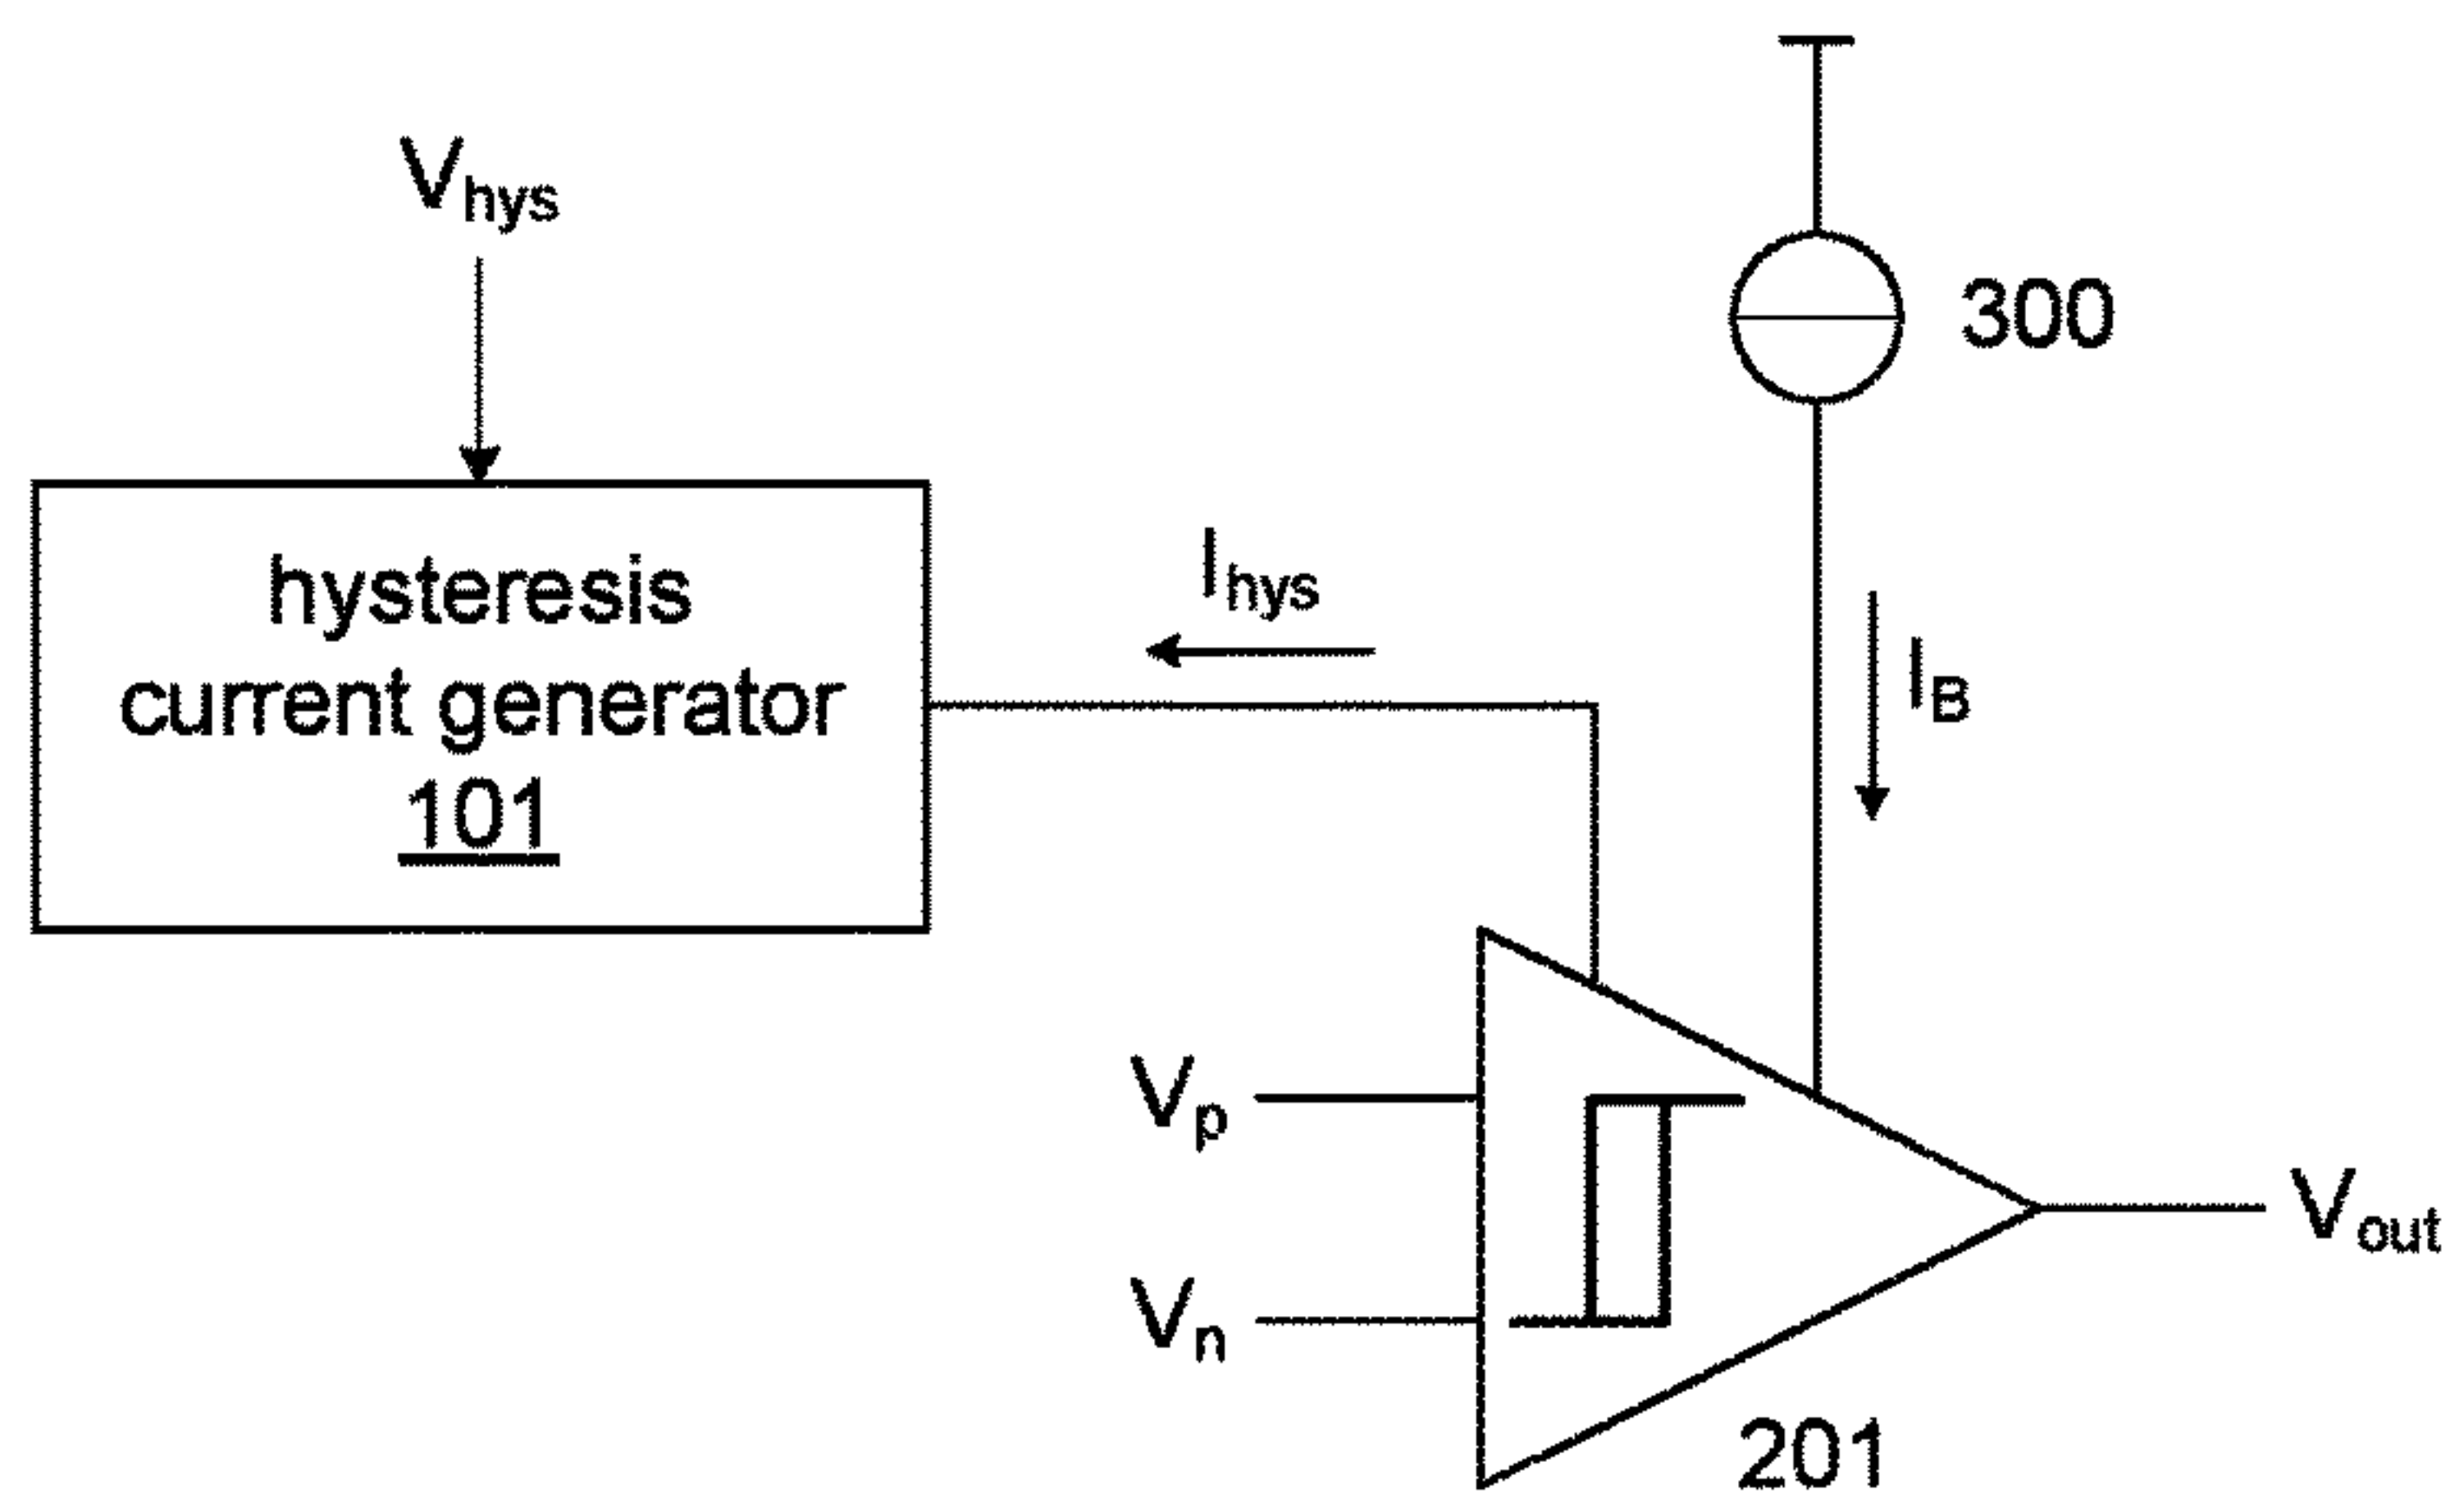 Vhys
300
hysteresis
current generator
101
Ihys
IB
Vp
Vn
Vout
201